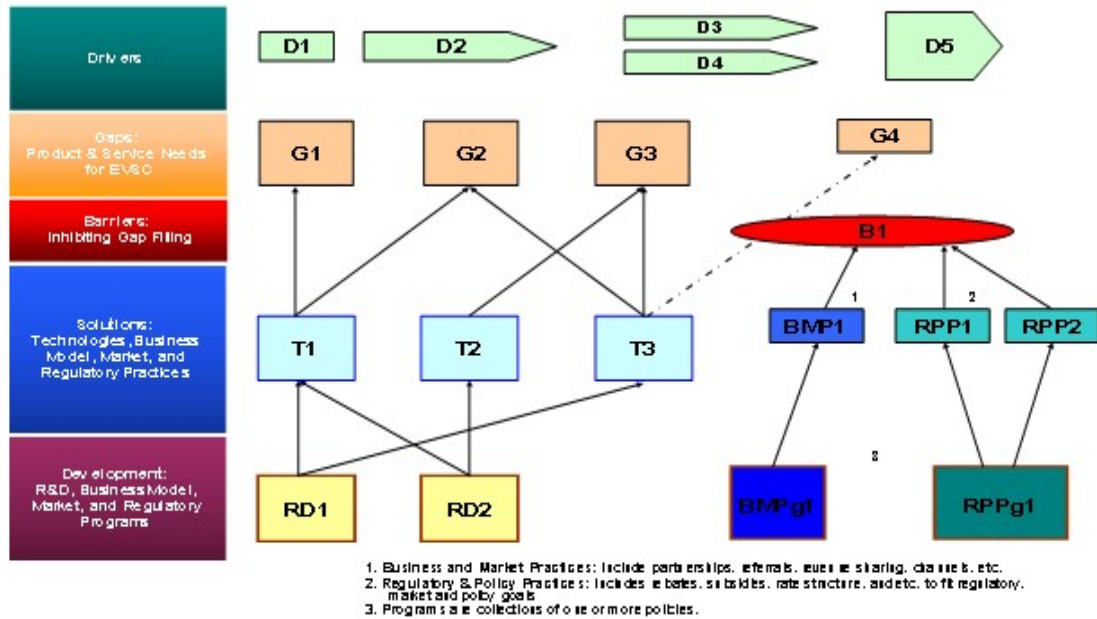 Drivers
D1
D2
D3
D4
D5
Gaps:
Product & Service Needs
for EVSC
G1
G2
G3
G4
Barriers:
Inhibiting Gap Filling
B1
Solutions:
Technologies, Business
Model, Market, and
Regulatory Practices
T1
T2
T3
1
BMP1
2
RPP1
RPP2
Development:
R&D, Business Model,
Market, and Regulatory
Programs
RD1
RD2
3
BMPg1
RPPg1
1. Business and Market Practices: Include partnerships, referrals, revenue sharing, channels, etc.
2. Regulatory & Policy Practices: Includes rebates, subsidies, rate structure, and etc. to fit regulatory,
market and policy goals
3. Programs are collections of one or more policies.